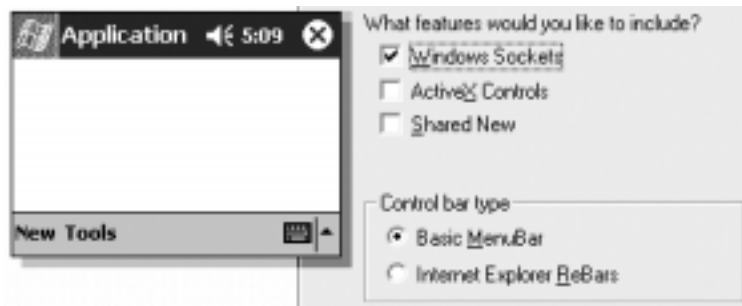 Application 5:09
New Tools
What features would you like to include?
Windows Sockets
ActiveX Controls
Shared New
Control bar type
Basic MenuBar
Internet Explorer ReBars